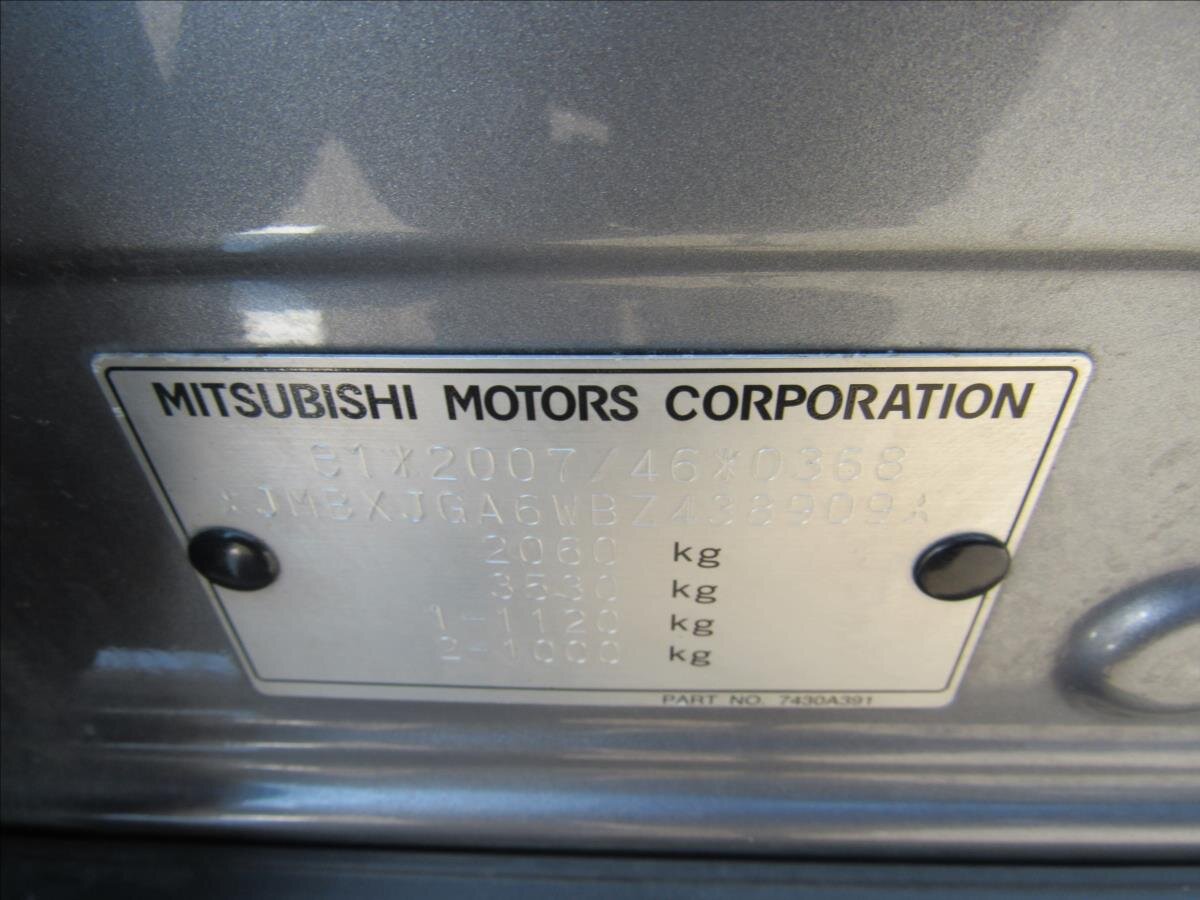 MITSUBISHI MOTORS CORPORATION
e1*2007/46*0368
*JMBXJGA6WBZ438909*
2060 kg
3530 kg
1-1120 kg
2-1000 kg
PART NO. 7430A391